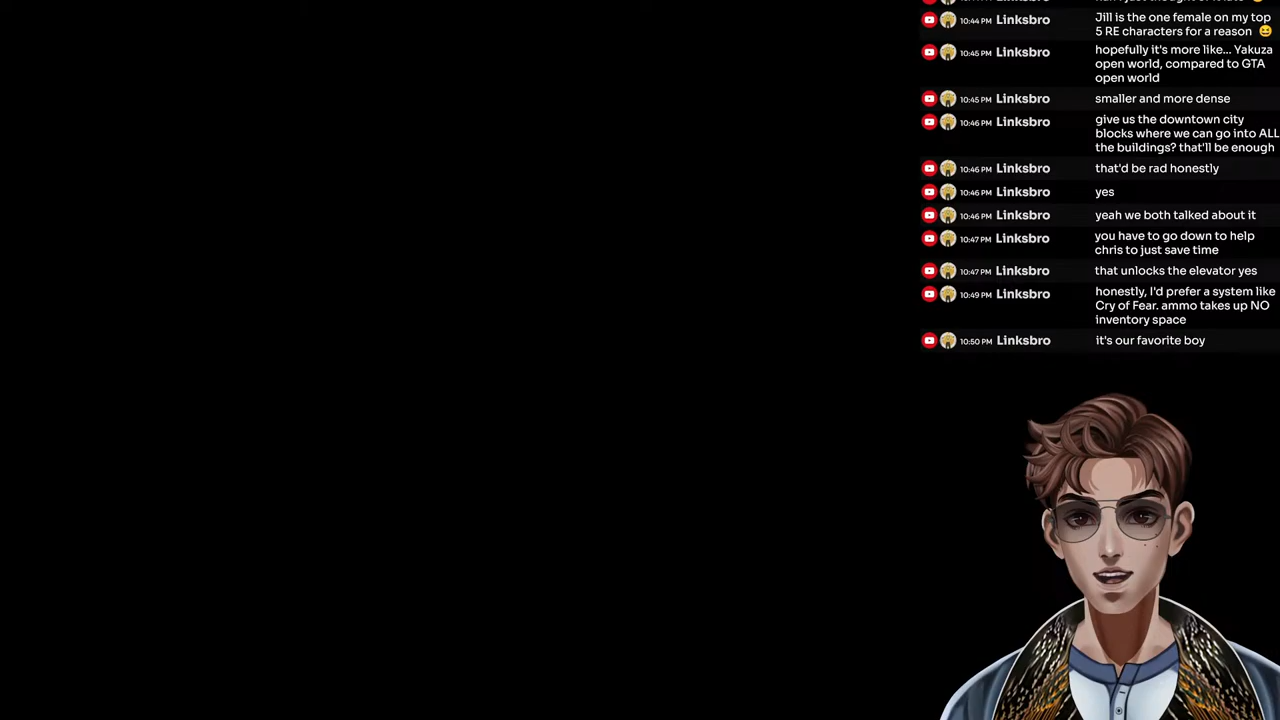 10:44 PM Linksbro Jill is the one female on my top
5 RE characters for a reason 😆
10:45 PM Linksbro hopefully it's more like... Yakuza
open world, compared to GTA
open world
10:45 PM Linksbro smaller and more dense
10:46 PM Linksbro give us the downtown city
blocks where we can go into ALL
the buildings? that'll be enough
10:46 PM Linksbro that'd be rad honestly
10:46 PM Linksbro yes
10:46 PM Linksbro yeah we both talked about it
10:47 PM Linksbro you have to go down to help
chris to just save time
10:47 PM Linksbro that unlocks the elevator yes
10:49 PM Linksbro honestly, I'd prefer a system like
Cry of Fear. ammo takes up NO
inventory space
10:50 PM Linksbro it's our favorite boy